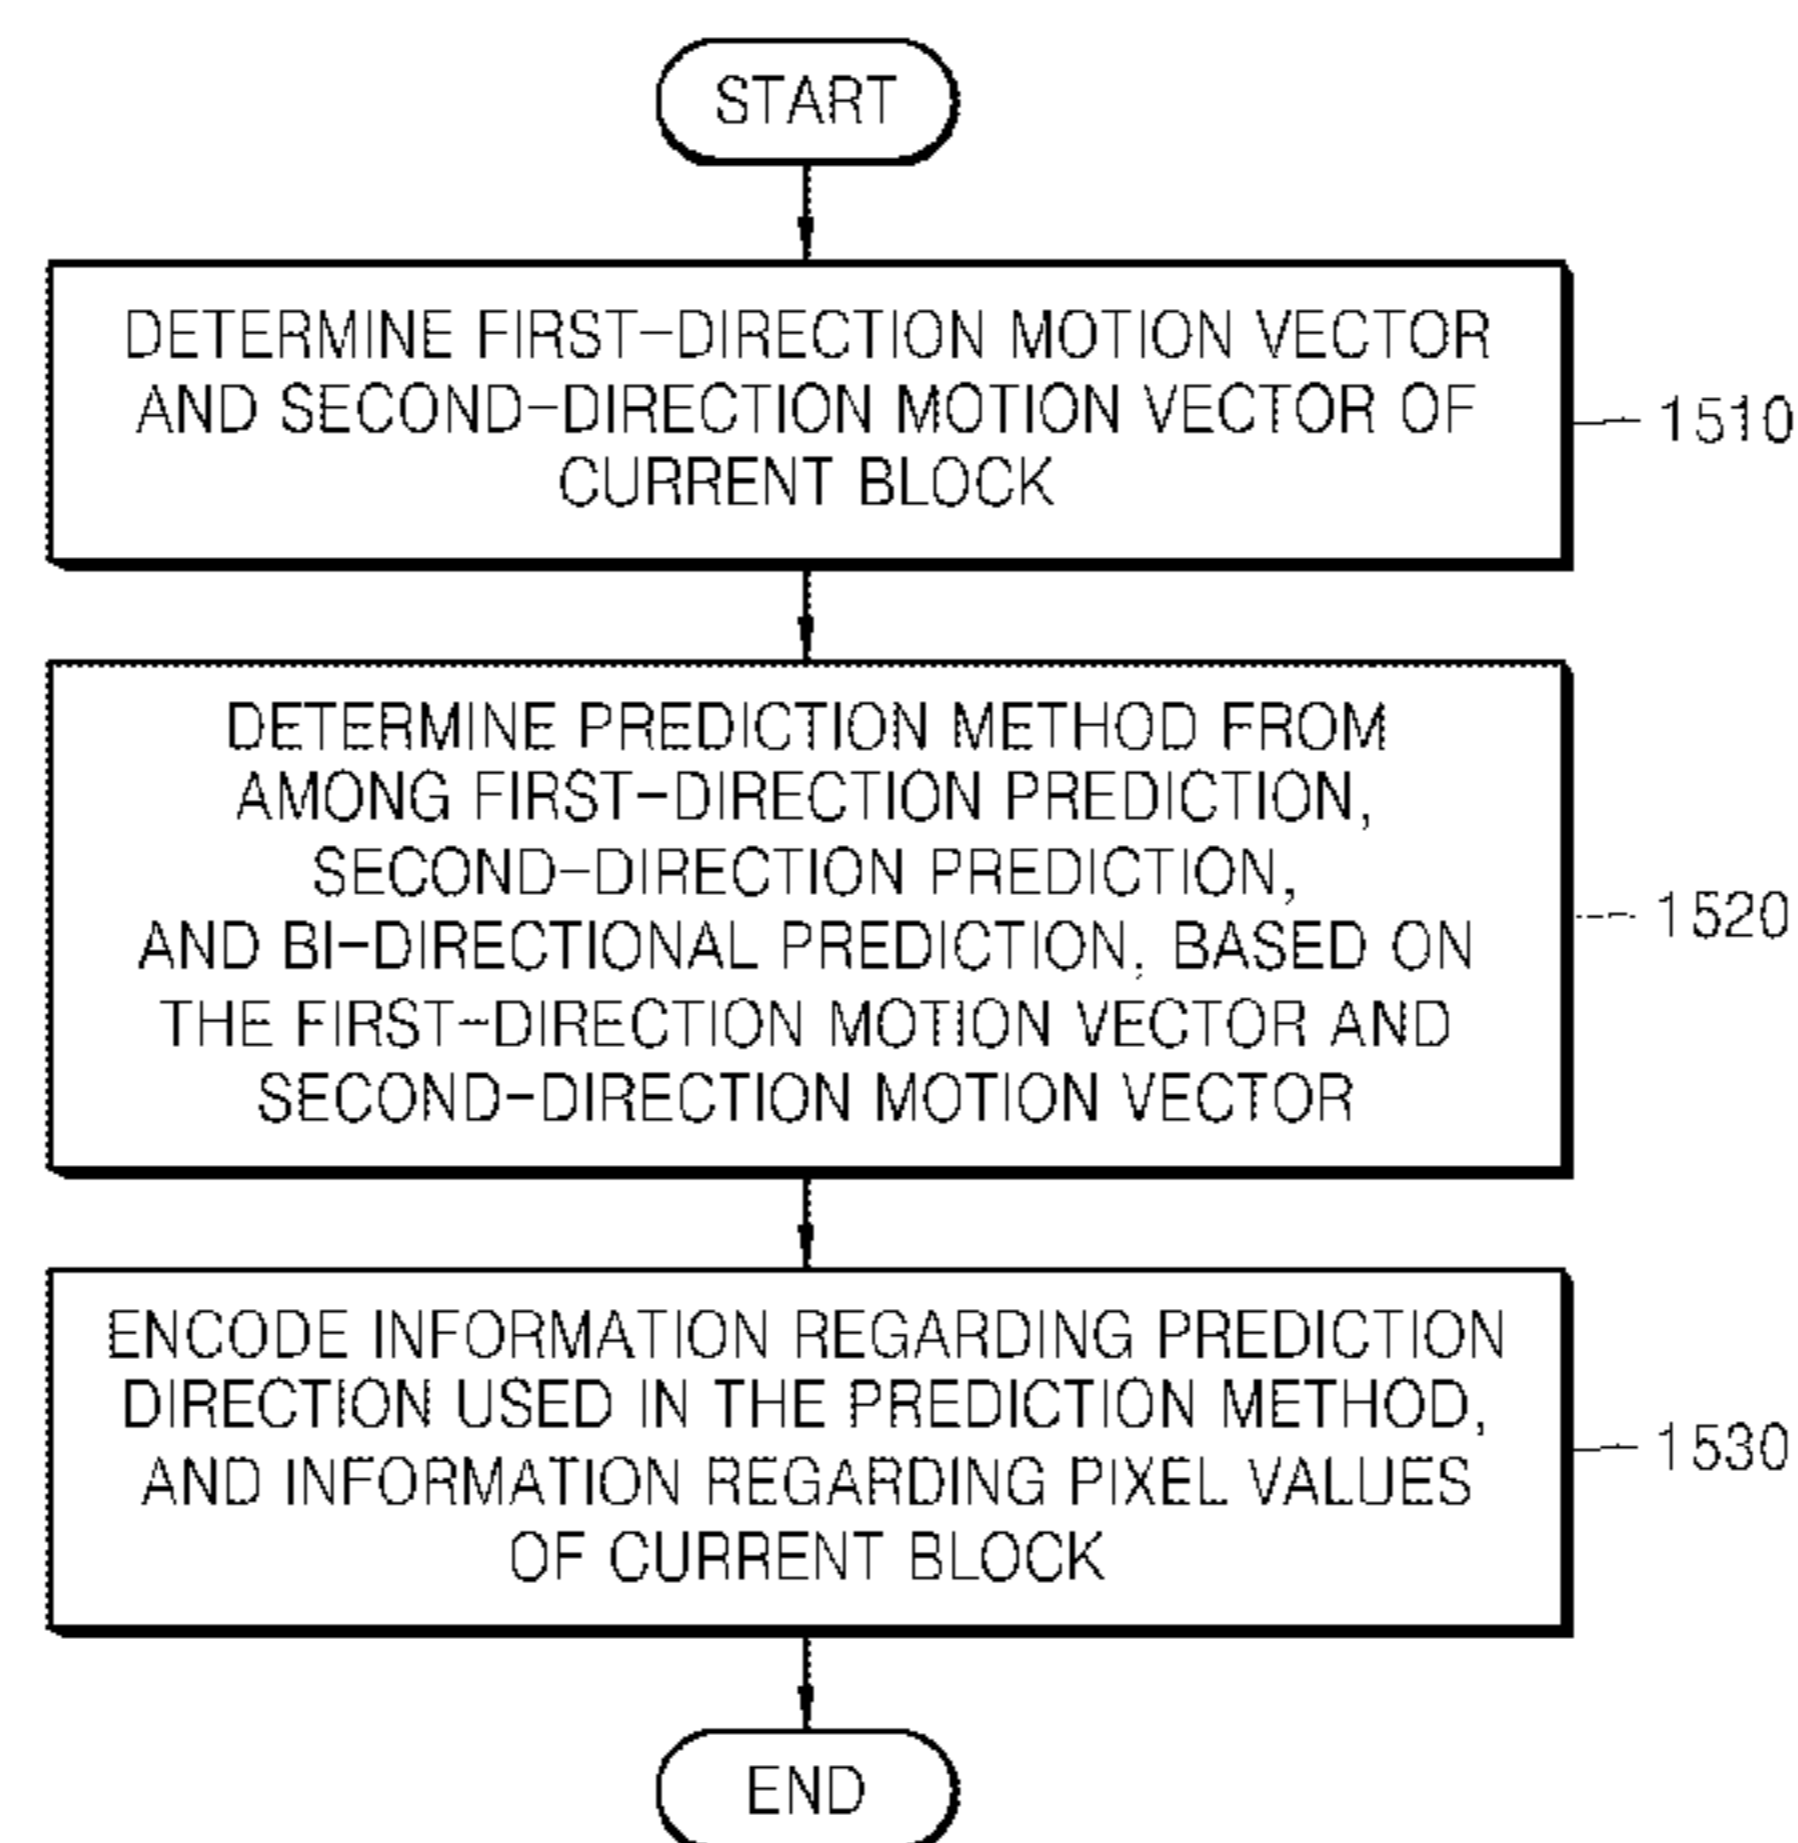 START
DETERMINE FIRST-DIRECTION MOTION VECTOR
AND SECOND-DIRECTION MOTION VECTOR OF
CURRENT BLOCK
1510
DETERMINE PREDICTION METHOD FROM
AMONG FIRST-DIRECTION PREDICTION,
SECOND-DIRECTION PREDICTION,
AND BI-DIRECTIONAL PREDICTION, BASED ON
THE FIRST-DIRECTION MOTION VECTOR AND
SECOND-DIRECTION MOTION VECTOR
1520
ENCODE INFORMATION REGARDING PREDICTION
DIRECTION USED IN THE PREDICTION METHOD,
AND INFORMATION REGARDING PIXEL VALUES
OF CURRENT BLOCK
1530
END